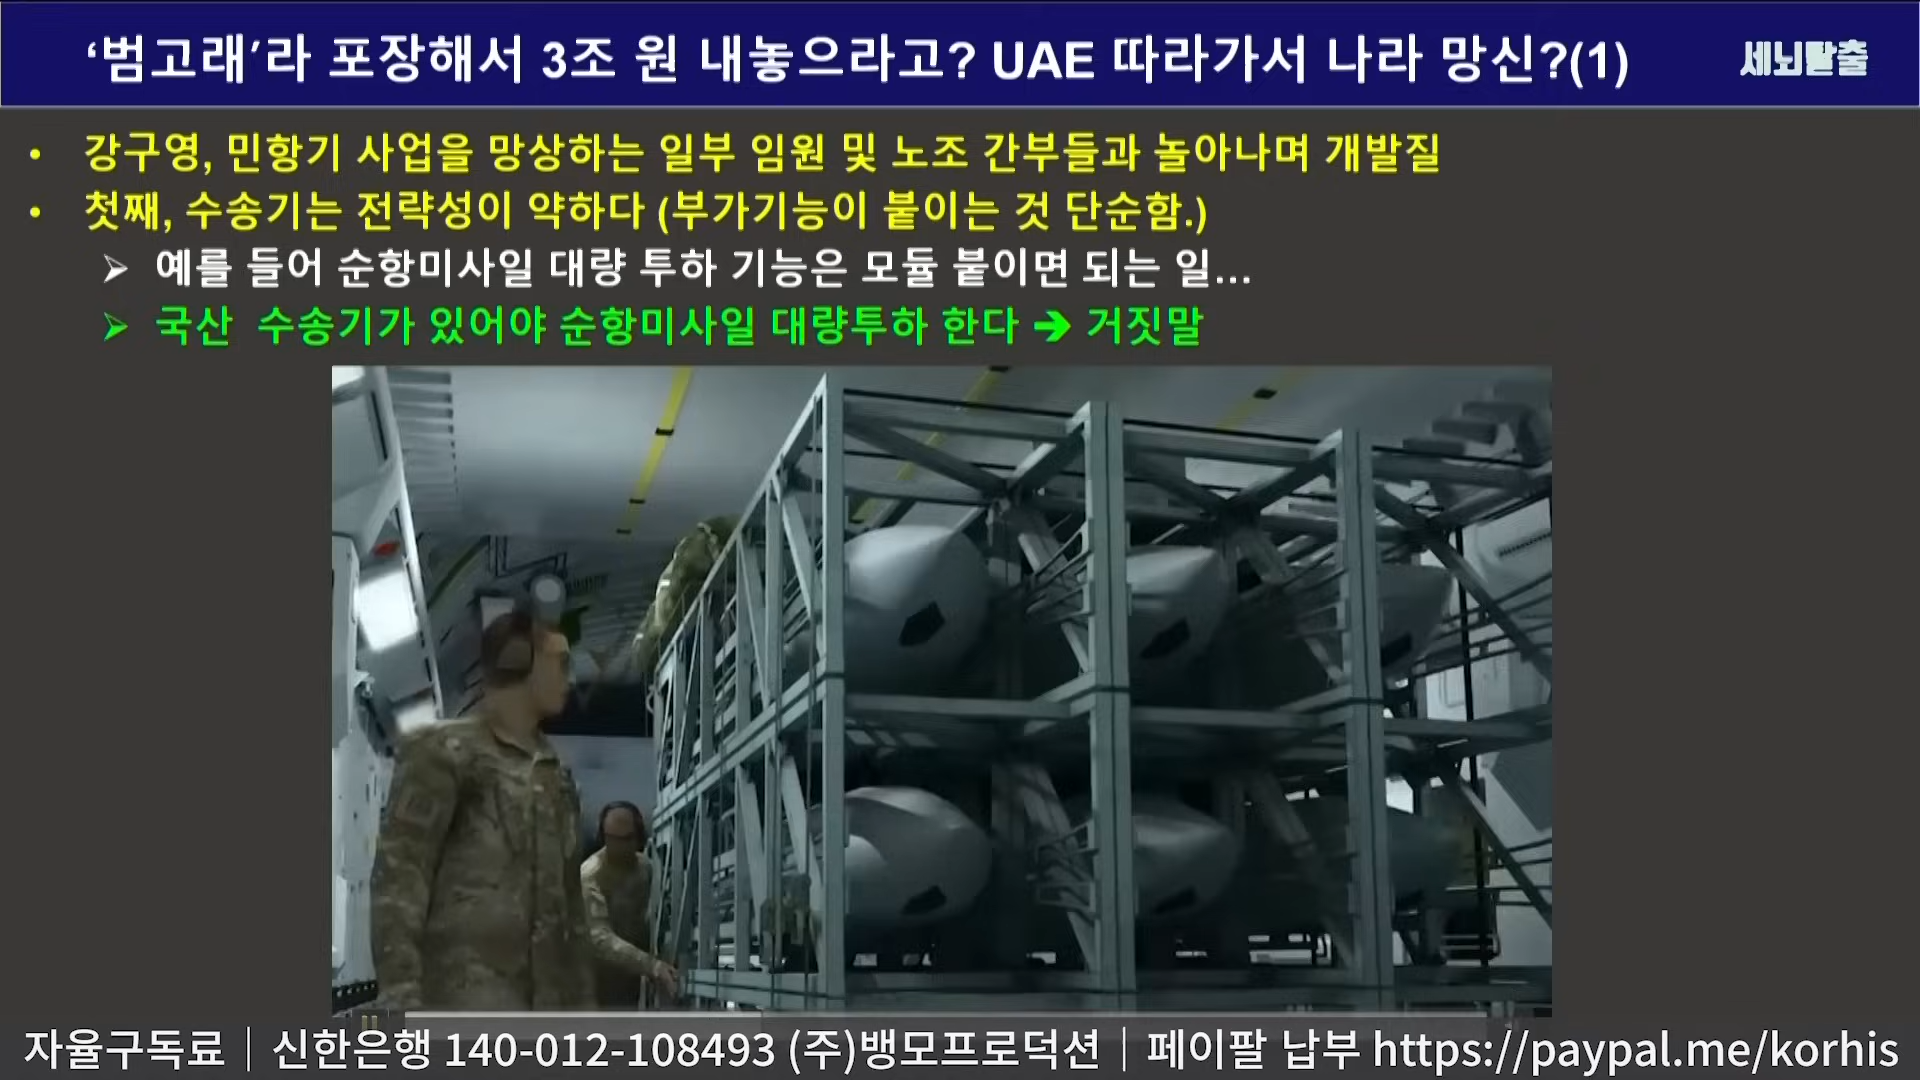 ‘범고래’라 포장해서 3조 원 내놓으라고? UAE 따라가서 나라 망신?(1)
세뇌탈출
• 강구영, 민항기 사업을 망상하는 일부 임원 및 노조 간부들과 놀아나며 개발질
• 첫째, 수송기는 전략성이 약하다 (부가기능이 붙이는 것 단순함.)
➢ 예를 들어 순항미사일 대량 투하 기능은 모듈 붙이면 되는 일...
➢ 국산 수송기가 있어야 순항미사일 대량투하 한다 ➔ 거짓말
자율구독료│신한은행 140-012-108493 (주)뱅모프로덕션│페이팔 납부 https://paypal.me/korhis